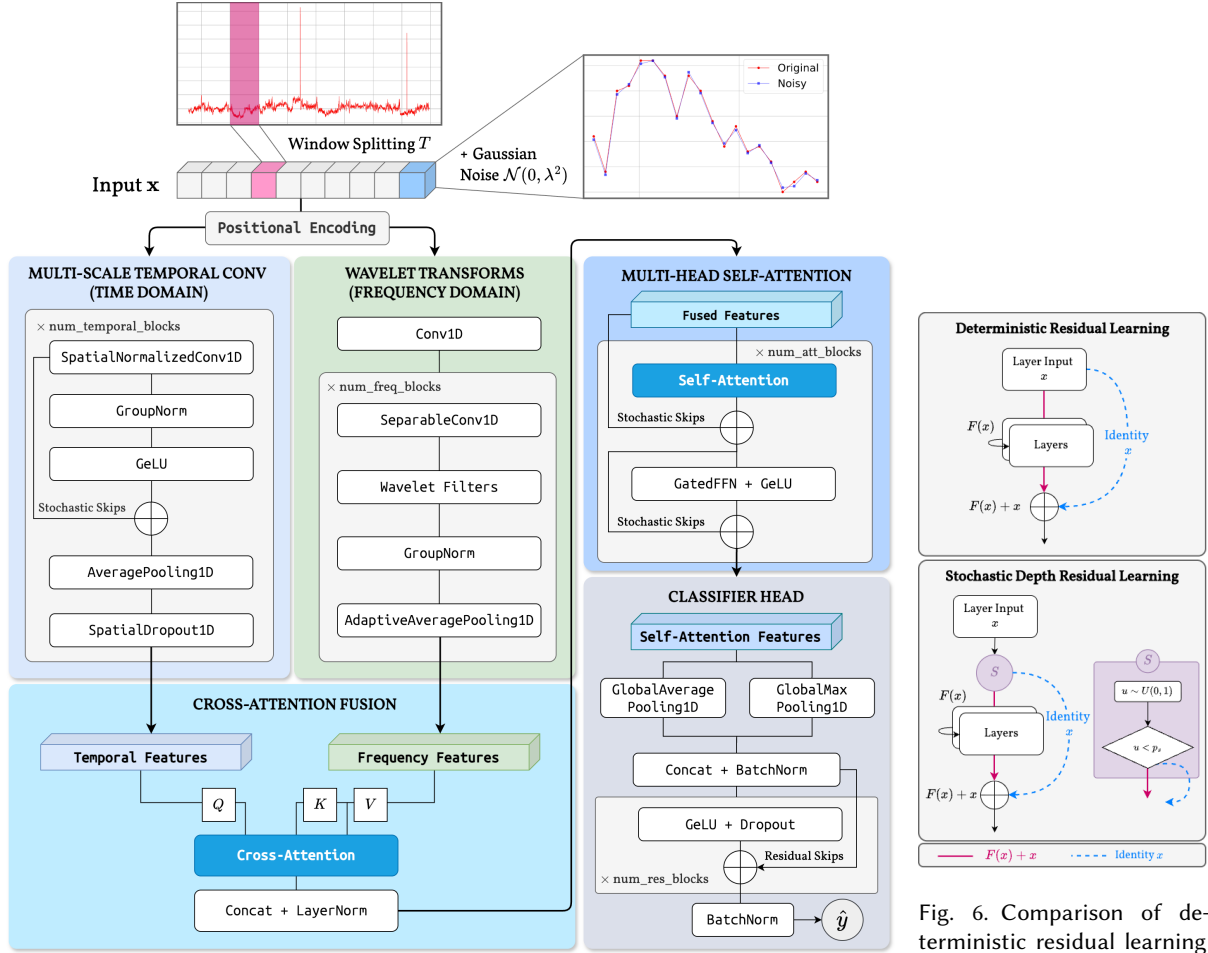 Original
Noisy
Window Splitting T
+ Gaussian
Noise 𝒩(0, λ²)
Input x
Positional Encoding
MULTI-SCALE TEMPORAL CONV
(TIME DOMAIN)
× num_temporal_blocks
SpatialNormalizedConv1D
GroupNorm
GeLU
Stochastic Skips
AveragePooling1D
SpatialDropout1D
WAVELET TRANSFORMS
(FREQUENCY DOMAIN)
Conv1D
× num_freq_blocks
SeparableConv1D
Wavelet Filters
GroupNorm
AdaptiveAveragePooling1D
CROSS-ATTENTION FUSION
Temporal Features
Frequency Features
Q
K
V
Cross-Attention
Concat + LayerNorm
MULTI-HEAD SELF-ATTENTION
Fused Features
× num_att_blocks
Self-Attention
Stochastic Skips
GatedFFN + GeLU
Stochastic Skips
CLASSIFIER HEAD
Self-Attention Features
GlobalAverage
Pooling1D
GlobalMax
Pooling1D
Concat + BatchNorm
GeLU + Dropout
Residual Skips
× num_res_blocks
BatchNorm
ŷ
Deterministic Residual Learning
Layer Input
x
F(x)
Layers
Identity
x
F(x) + x
Stochastic Depth Residual Learning
Layer Input
x
S
F(x)
Layers
Identity
x
F(x) + x
S
u ∼ U(0, 1)
u < pₛ
F(x) + x
Identity x
Fig. 6. Comparison of de-
terministic residual learning